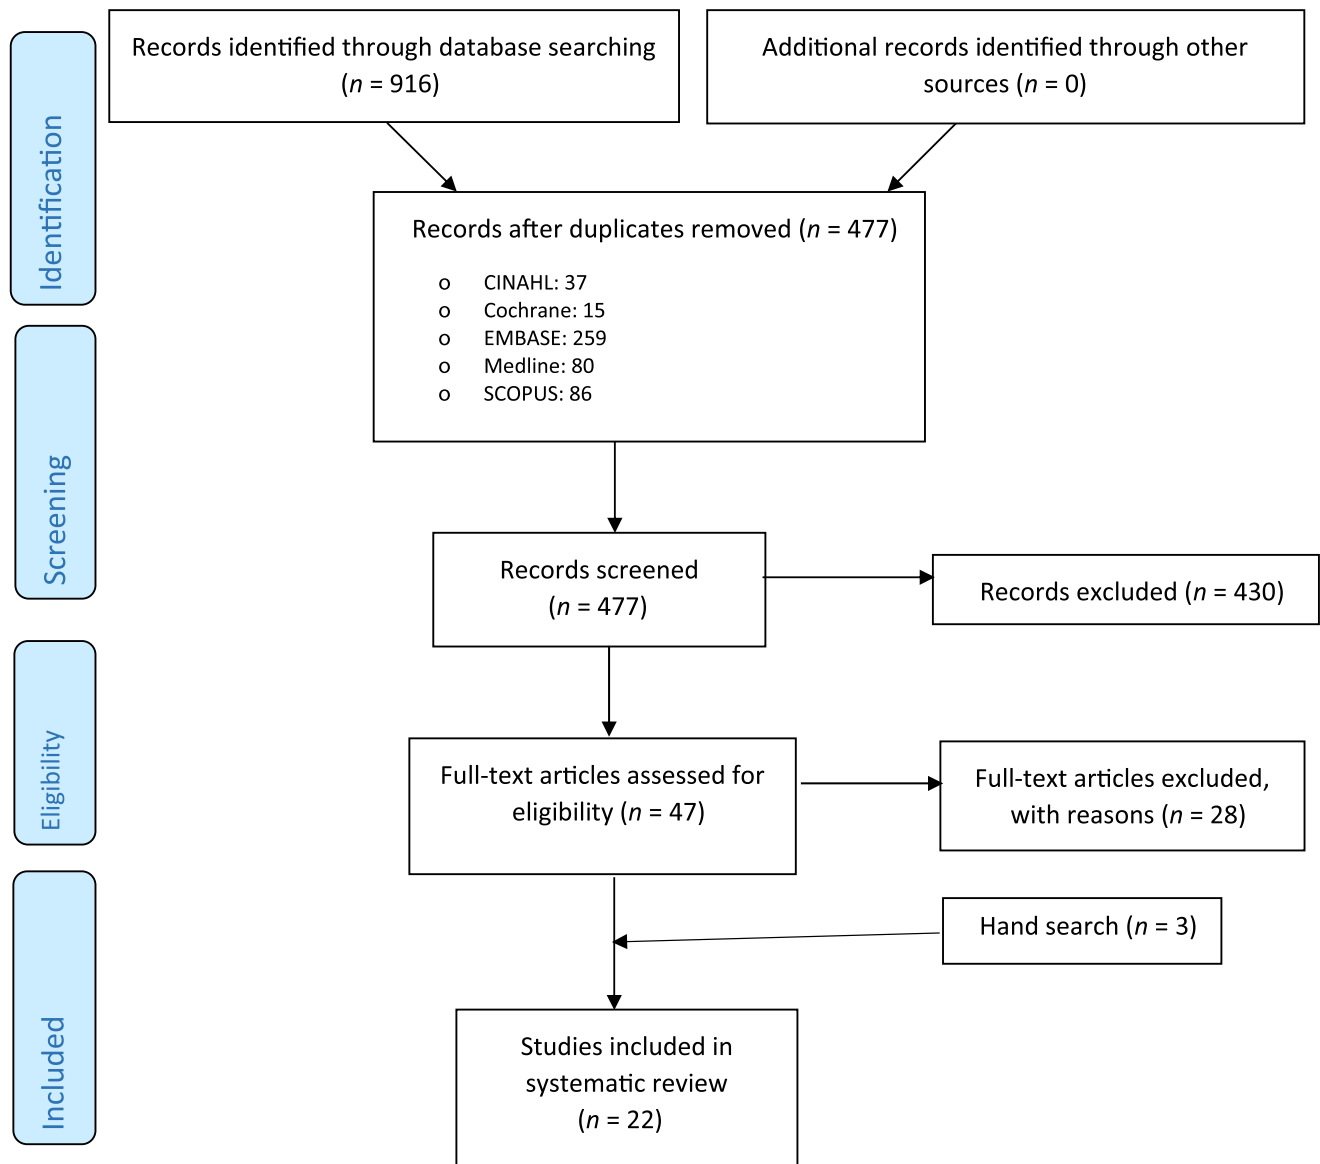 Identification
Records identified through database searching
(n = 916)
Additional records identified through other
sources (n = 0)
Records after duplicates removed (n = 477)
o CINAHL: 37
o Cochrane: 15
o EMBASE: 259
o Medline: 80
o SCOPUS: 86
Screening
Records screened
(n = 477)
Records excluded (n = 430)
Eligibility
Full-text articles assessed for
eligibility (n = 47)
Full-text articles excluded,
with reasons (n = 28)
Hand search (n = 3)
Included
Studies included in
systematic review
(n = 22)